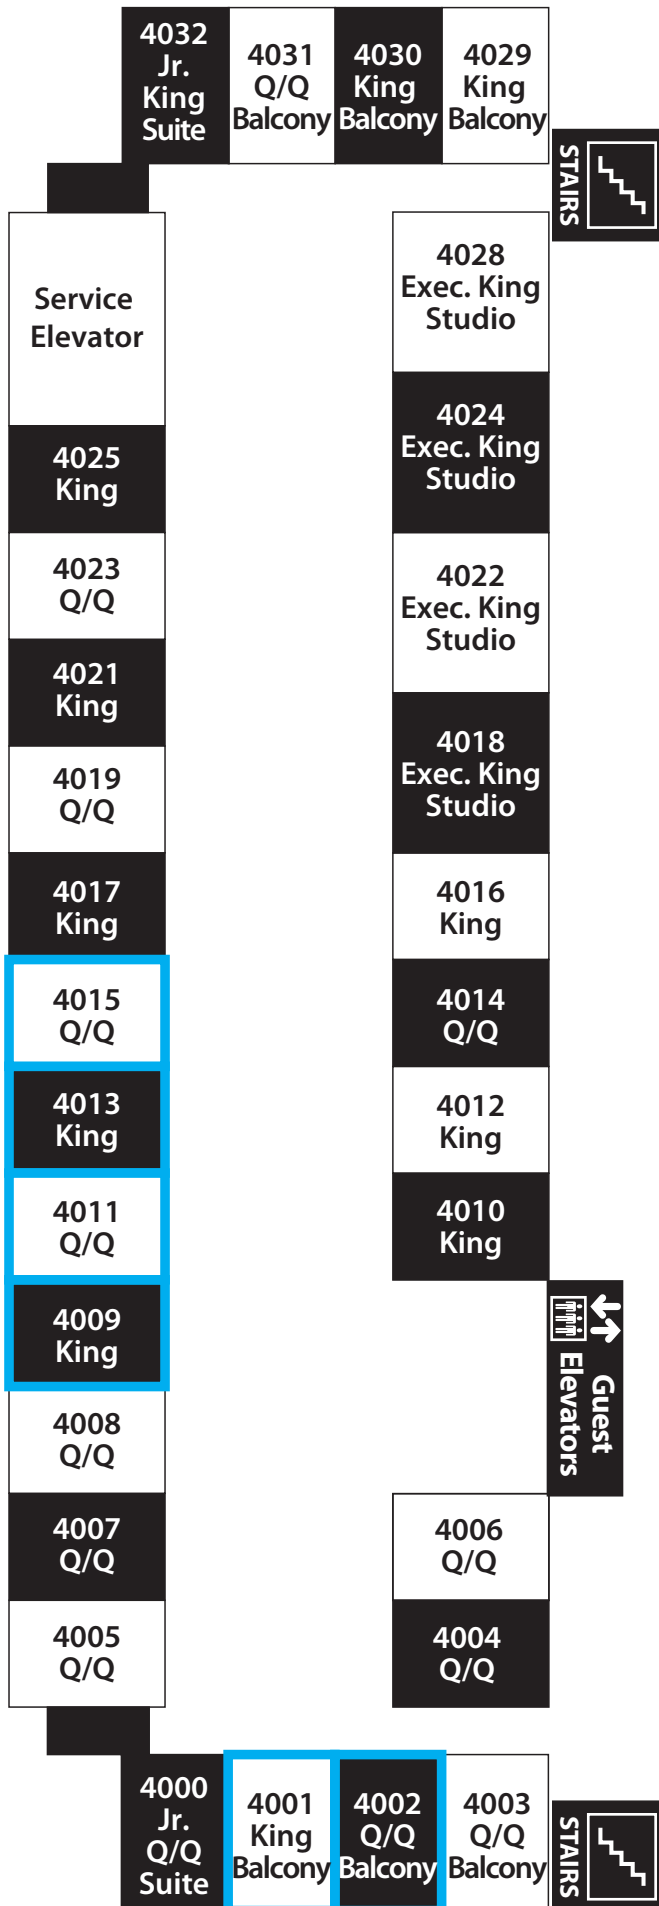 4032
Jr.
King
Suite
4031
Q/Q
Balcony
4030
King
Balcony
4029
King
Balcony
STAIRS
Service
Elevator
4028
Exec. King
Studio
4025
King
4024
Exec. King
Studio
4023
Q/Q
4022
Exec. King
Studio
4021
King
4019
Q/Q
4018
Exec. King
Studio
4017
King
4016
King
4015
Q/Q
4014
Q/Q
4013
King
4012
King
4011
Q/Q
4010
King
4009
King
Guest
Elevators
4008
Q/Q
4007
Q/Q
4006
Q/Q
4005
Q/Q
4004
Q/Q
4000
Jr.
Q/Q
Suite
4001
King
Balcony
4002
Q/Q
Balcony
4003
Q/Q
Balcony
STAIRS